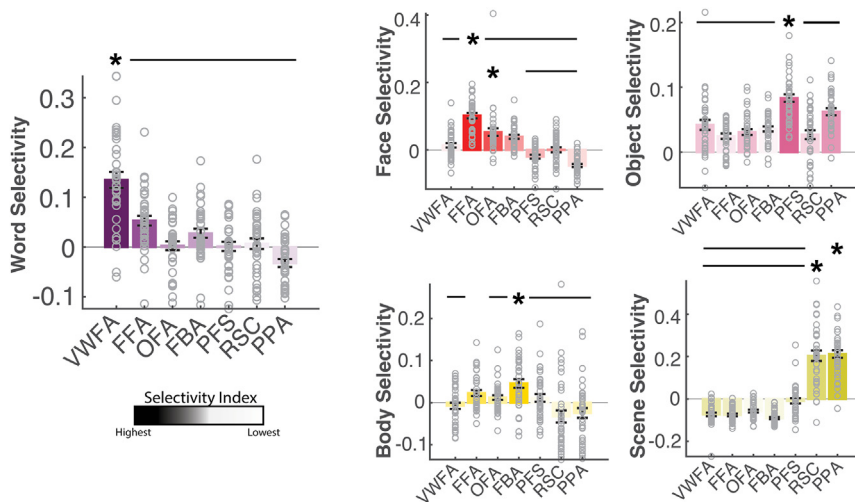 Word Selectivity
0.3
0.2
0.1
0
-0.1
VWFA FFA OFA FBA PFS RSC PPA
*
Selectivity Index
Highest Lowest
Face Selectivity
0.4
0.2
0
VWFA FFA OFA FBA PFS RSC PPA
*
*
Object Selectivity
0.2
0.1
0
VWFA FFA OFA FBA PFS RSC PPA
*
Body Selectivity
0.2
0.1
0
-0.1
VWFA FFA OFA FBA PFS RSC PPA
*
Scene Selectivity
0.6
0.4
0.2
0
-0.2
VWFA FFA OFA FBA PFS RSC PPA
*
*